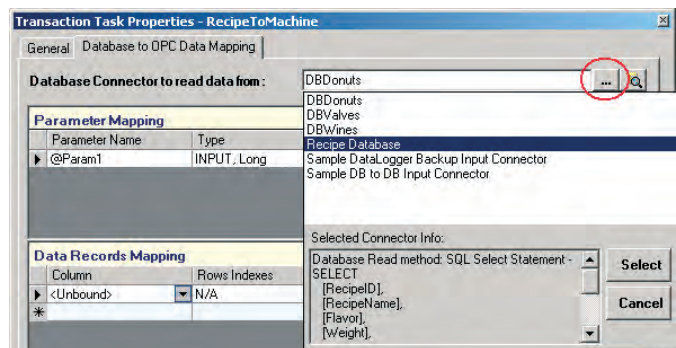 Transaction Task Properties - RecipeToMachine
General Database to OPC Data Mapping
Database Connector to read data from: DBDonuts ...
DBDonuts
DBValves
DBWines
Recipe Database
Sample DataLogger Backup Input Connector
Sample DB to DB Input Connector
Parameter Mapping
Parameter Name Type
@Param1 INPUT, Long
Selected Connector Info:
Database Read method: SQL Select Statement -
SELECT
[RecipeID],
[RecipeName],
[Flavor],
[Weight],
Select
Cancel
Data Records Mapping
Column Rows Indexes
<Unbound> N/A